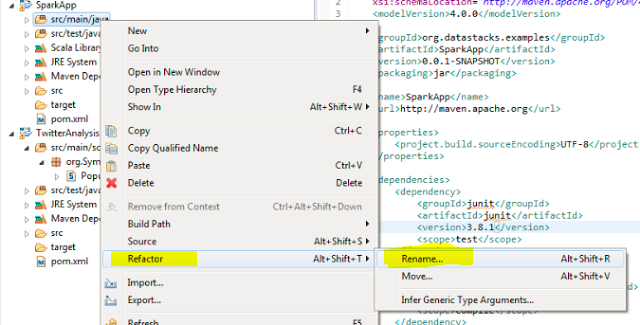 SparkApp
src/main/java
src/test/java
Scala Library
JRE System
Maven Depe
src
target
pom.xml
TwitterAnalysis
src/main/sc
org.Sym
Popu
src/test/java
JRE System
Maven Depe
src
target
pom.xml
New
Go Into
Open in New Window
Open Type Hierarchy F4
Show In Alt+Shift+W
Copy Ctrl+C
Copy Qualified Name
Paste Ctrl+V
Delete Delete
Remove from Context Ctrl+Alt+Shift+Down
Build Path
Source Alt+Shift+S
Refactor Alt+Shift+T
Import...
Export...
Refresh F5
Rename... Alt+Shift+R
Move... Alt+Shift+V
Infer Generic Type Arguments...
2 xsi:schemaLocation="http://maven.apache.org/POM/4
3 <modelVersion>4.0.0</modelVersion>
groupId>org.datastacks.examples</groupId>
artifactId>SparkApp</artifactId>
version>0.0.1-SNAPSHOT</version>
packaging>jar</packaging>
name>SparkApp</name>
url>http://maven.apache.org</url>
properties>
<project.build.sourceEncoding>UTF-8</project
/properties>
dependencies>
<dependency>
<groupId>junit</groupId>
<artifactId>junit</artifactId>
<version>3.8.1</version>
<scope>test</scope>
<scope>compile</scope>
</dependency>